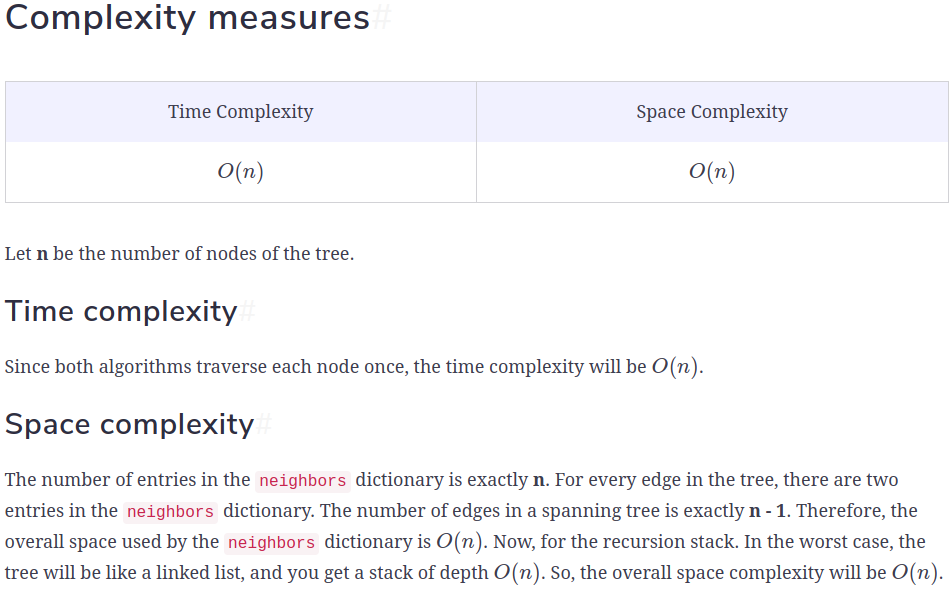 Complexity measures#
Time Complexity Space Complexity
O(n) O(n)
Let n be the number of nodes of the tree.
Time complexity#
Since both algorithms traverse each node once, the time complexity will be O(n).
Space complexity#
The number of entries in the neighbors dictionary is exactly n. For every edge in the tree, there are two
entries in the neighbors dictionary. The number of edges in a spanning tree is exactly n - 1. Therefore, the
overall space used by the neighbors dictionary is O(n). Now, for the recursion stack. In the worst case, the
tree will be like a linked list, and you get a stack of depth O(n). So, the overall space complexity will be O(n).